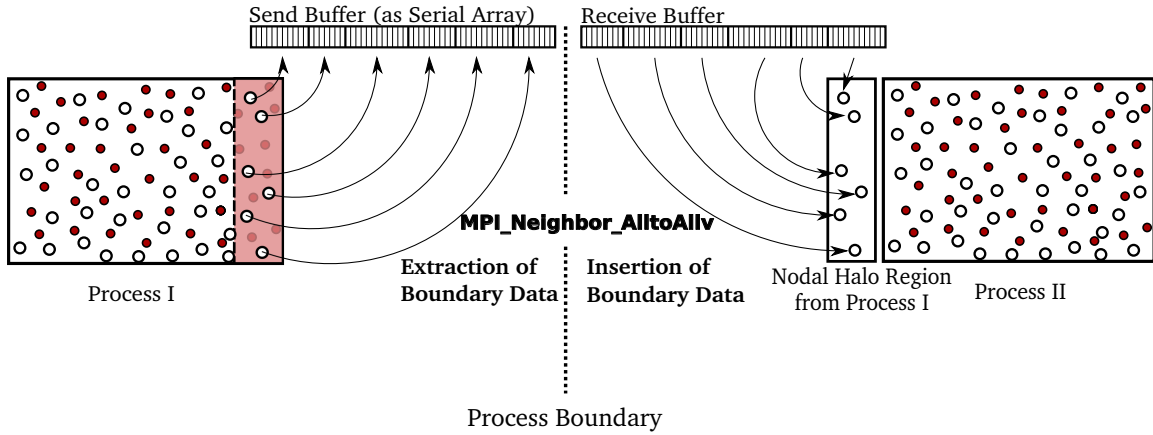 Send Buffer (as Serial Array)
Receive Buffer
MPI_Neighbor_AlltoAllv
Extraction of
Boundary Data
Insertion of
Boundary Data
Nodal Halo Region
from Process I
Process I
Process II
Process Boundary